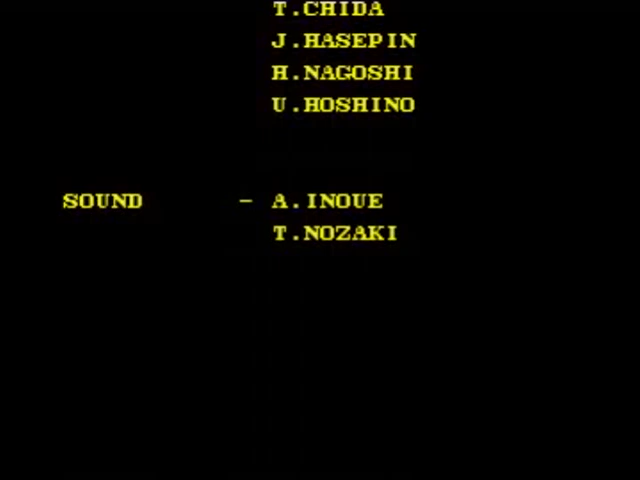 T.CHIDA
J.HASEPIN
H.NAGOSHI
U.HOSHINO
SOUND - A.INOUE
T.NOZAKI